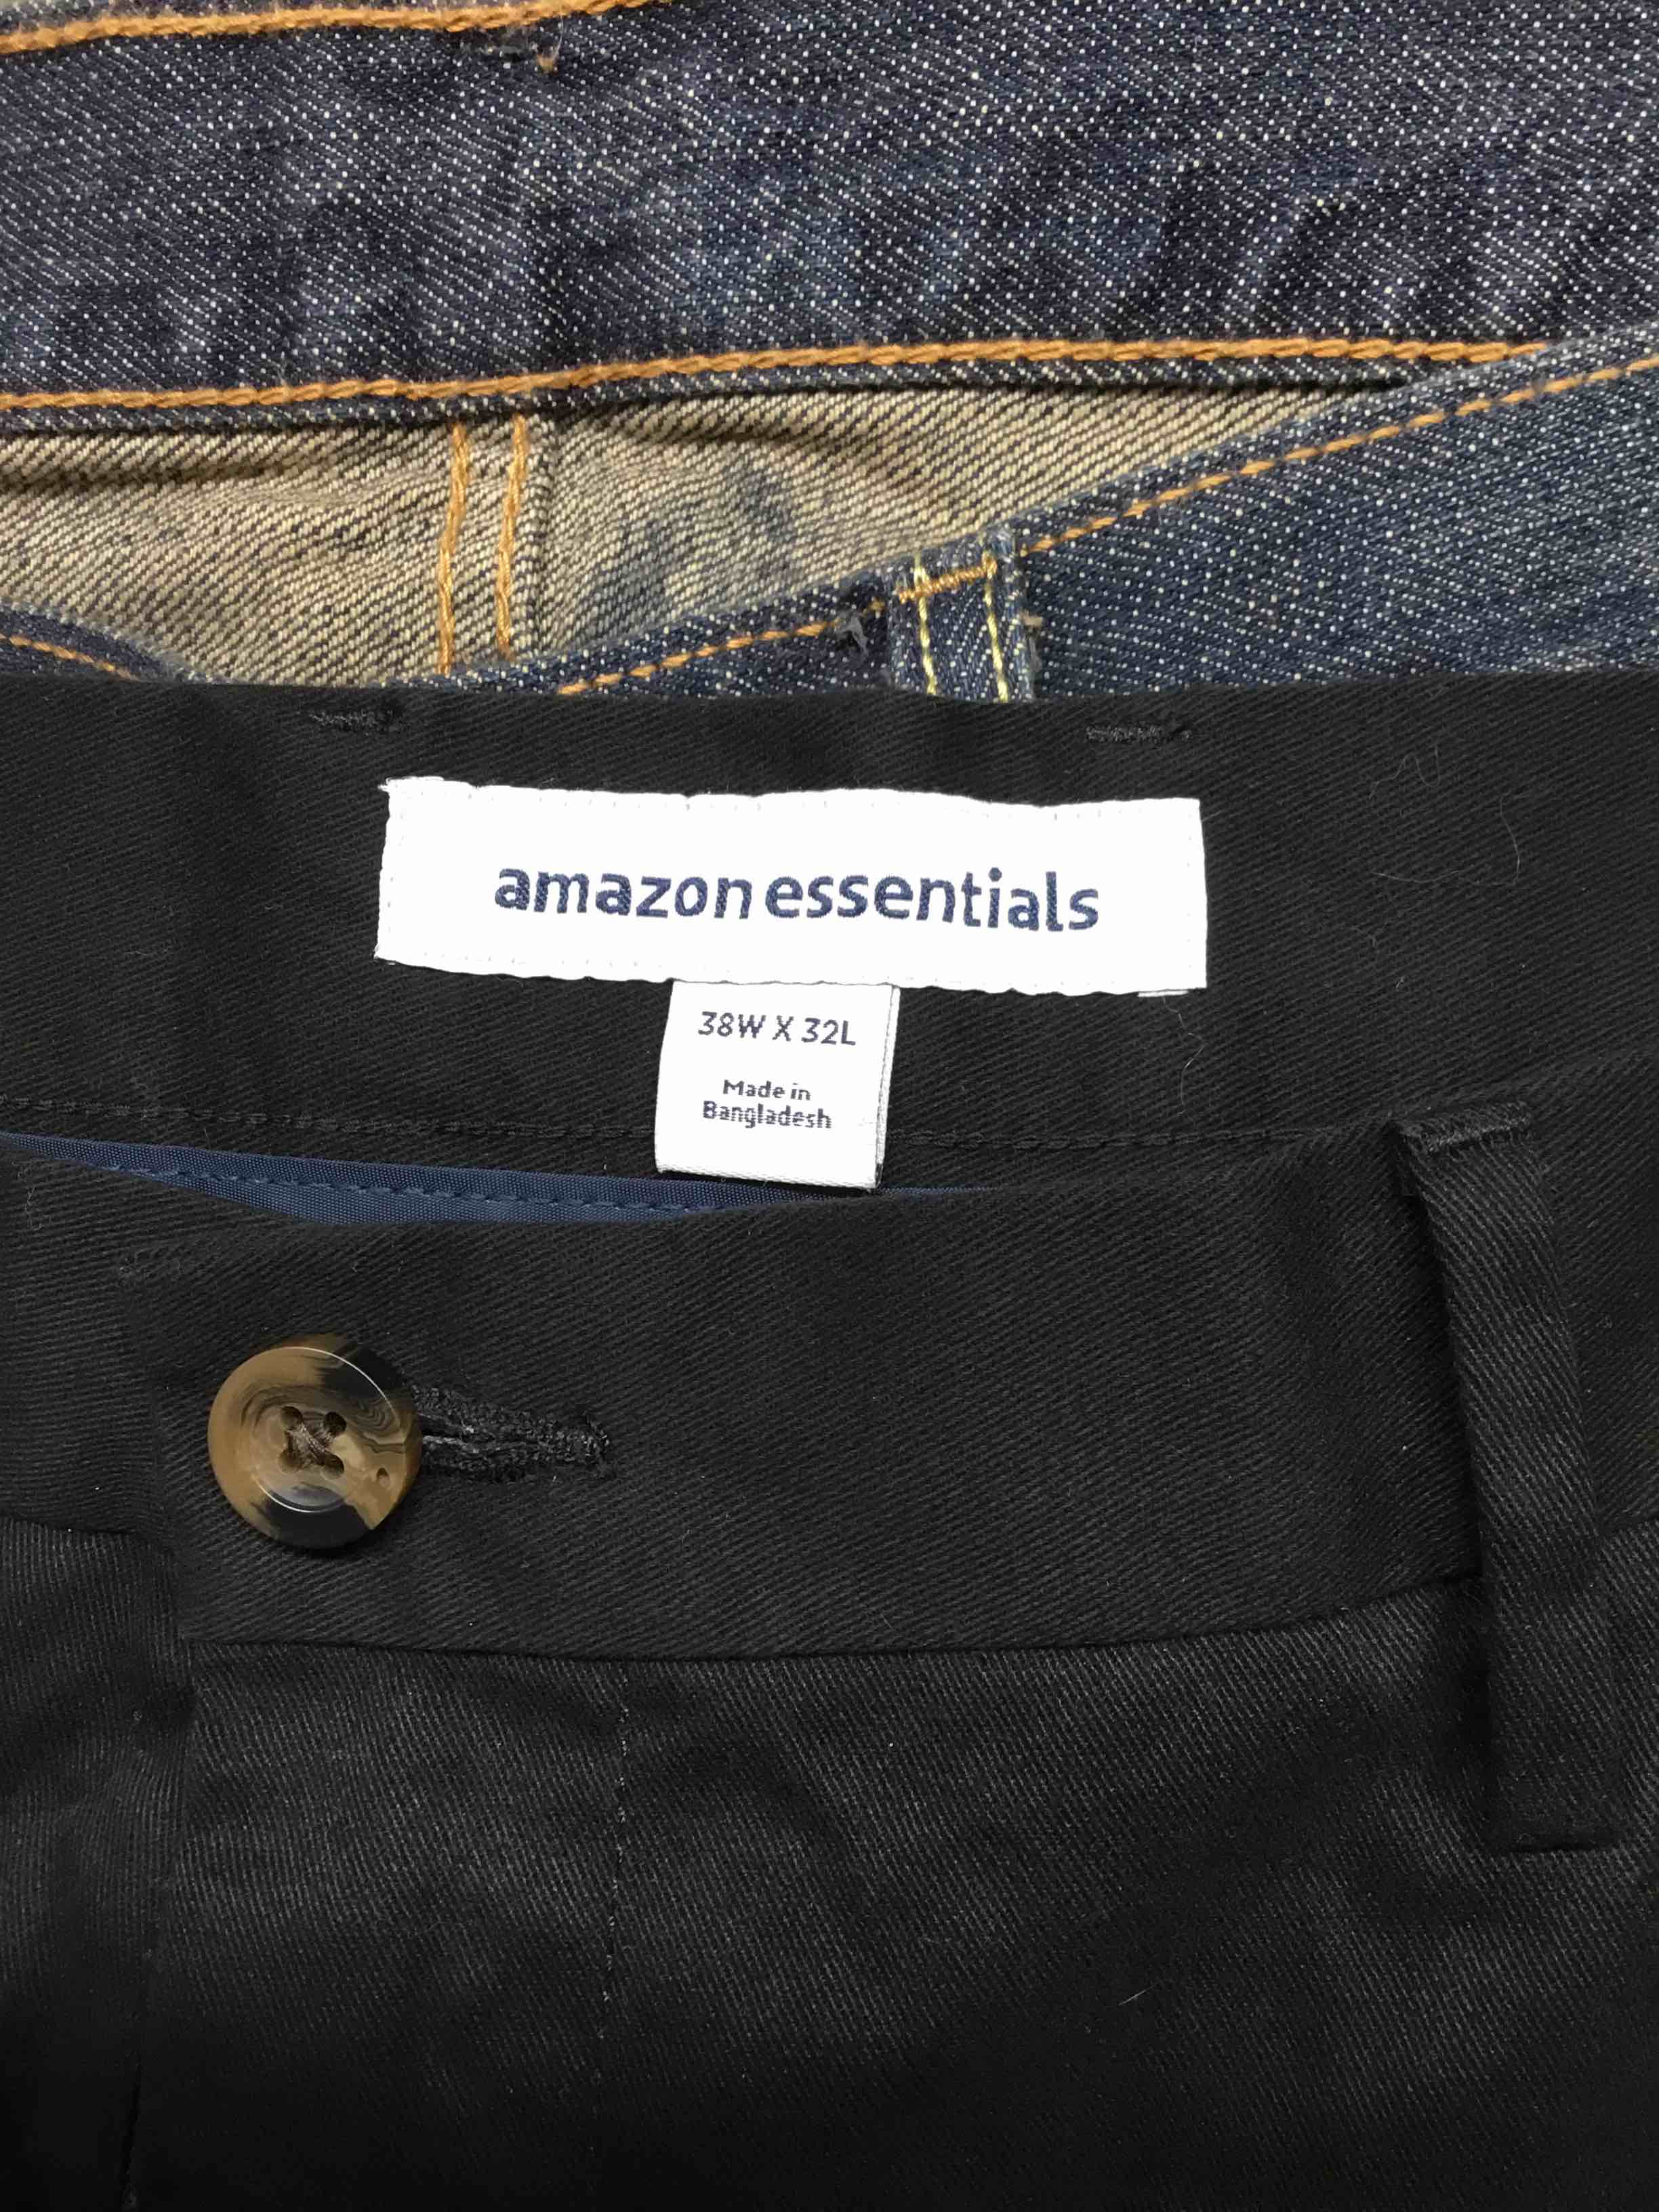 amazon essentials
38W X 32L
Made in
Bangladesh